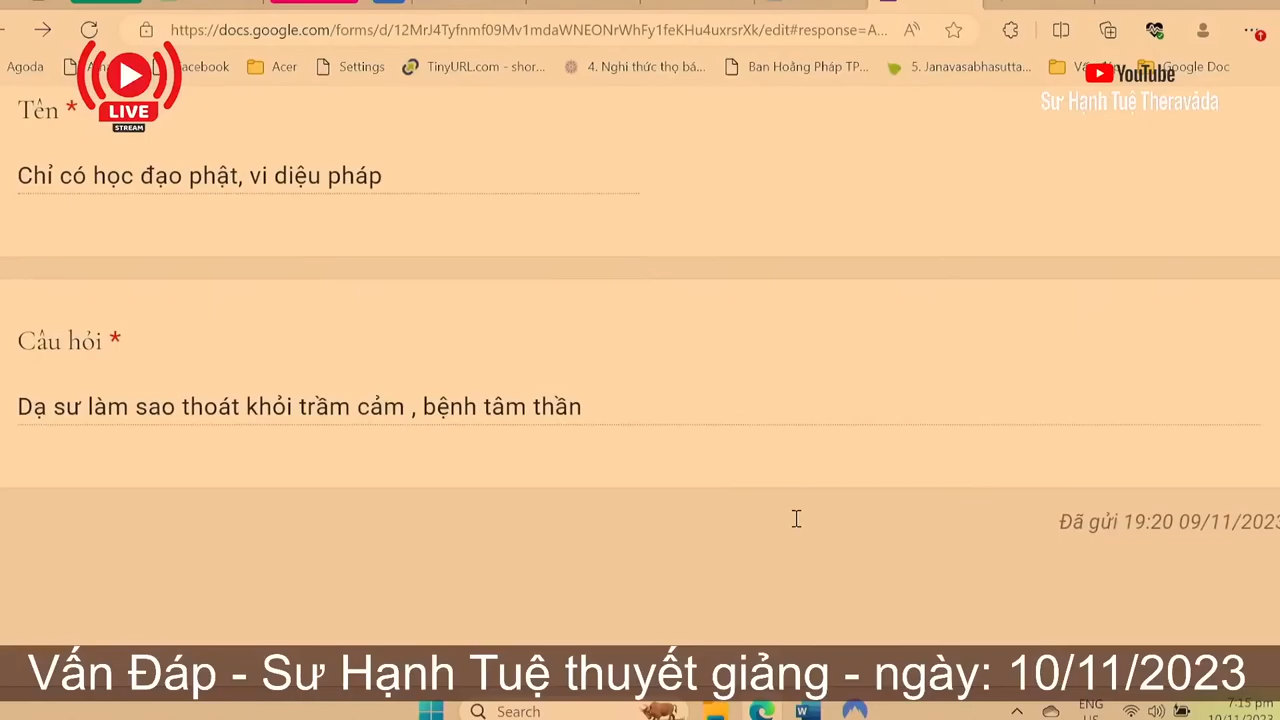 https://docs.google.com/forms/d/12MrJ4Tyfnmf09Mv1mdaWNEONrWhFy1feKHu4uxrsrXk/edit#response=A...
Agoda
acebook
Acer
Settings
TinyURL.com - shor...
4. Nghi thức thọ bá...
Ban Hoằng Pháp TP...
5. Janavasabhasutta...
Google Doc
LIVE
STREAM
YouTube
Sư Hạnh Tuệ Theravāda
Tên *
Chỉ có học đạo phật, vi diệu pháp
Câu hỏi *
Dạ sư làm sao thoát khỏi trầm cảm , bệnh tâm thần
Đã gửi 19:20 09/11/2023
Vấn Đáp - Sư Hạnh Tuệ thuyết giảng - ngày: 10/11/2023
Search
ENG
7:15 pm